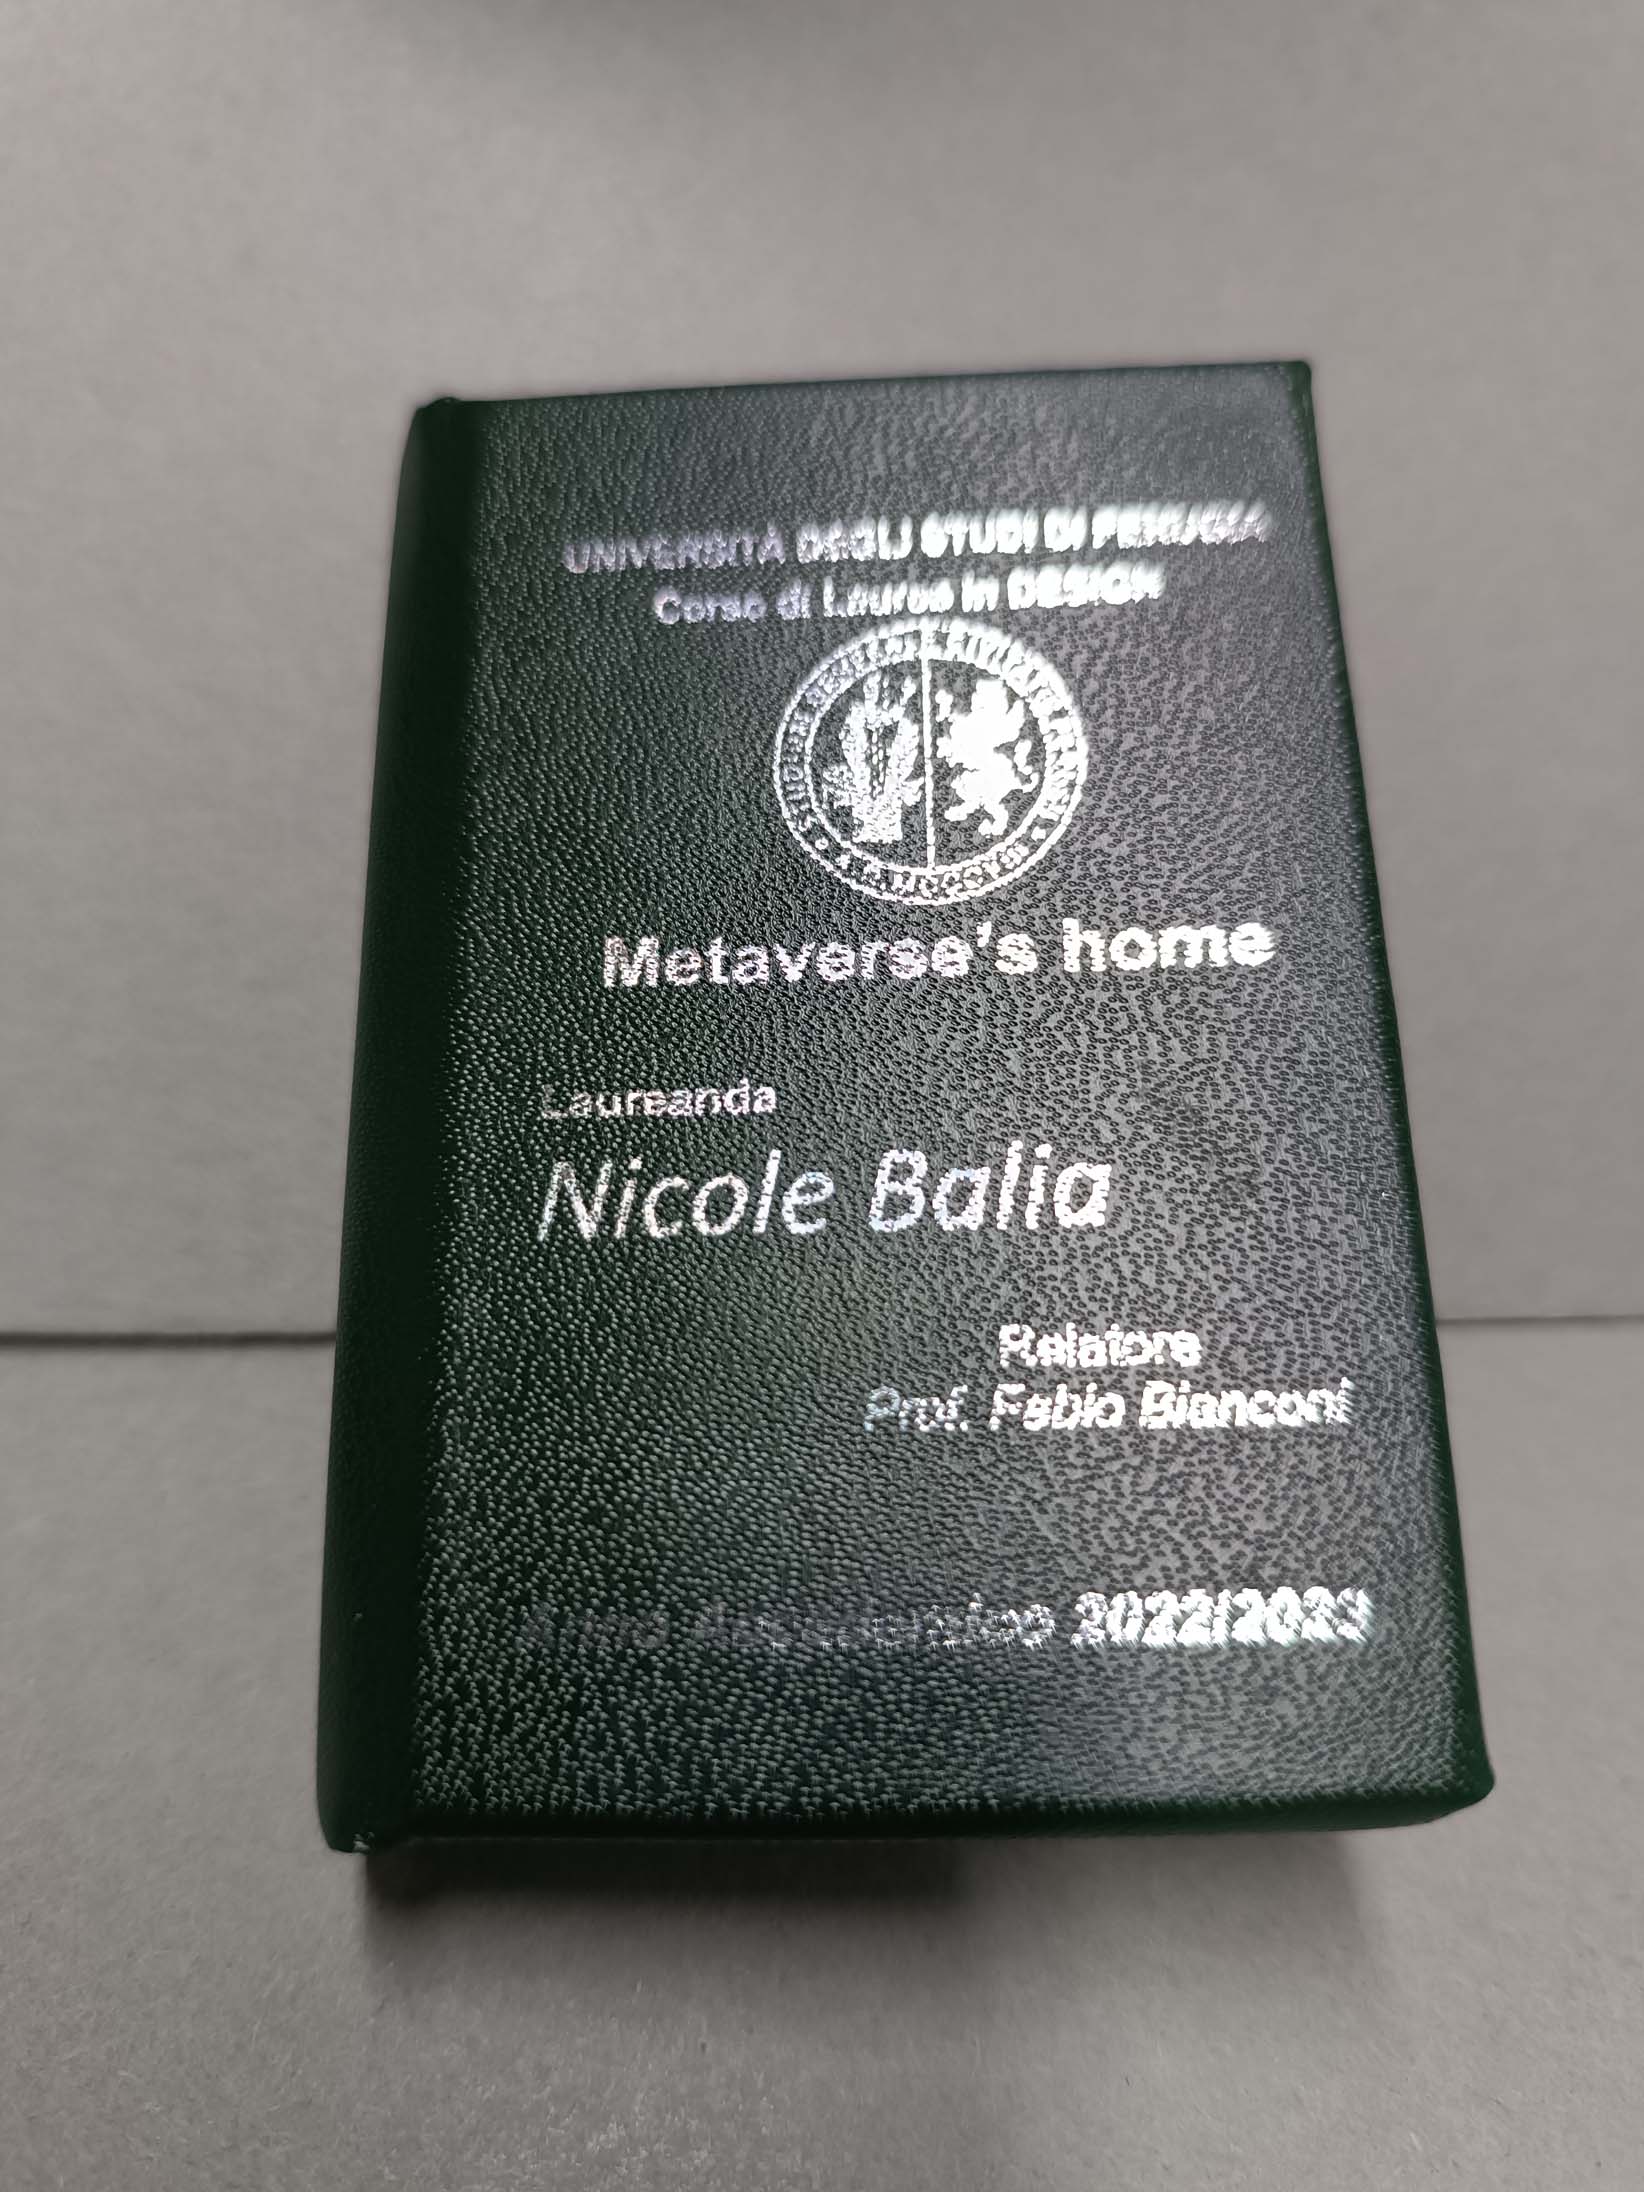 UNIVERSITÀ DEGLI STUDI DI PERUGIA
Corso di Laurea in DESIGN
A.D. MCCCVIII
Metaverse's home
Laureanda
Nicole Balia
Relatore
Prof. Fabio Bianconi
Anno Accademico 2022/2023